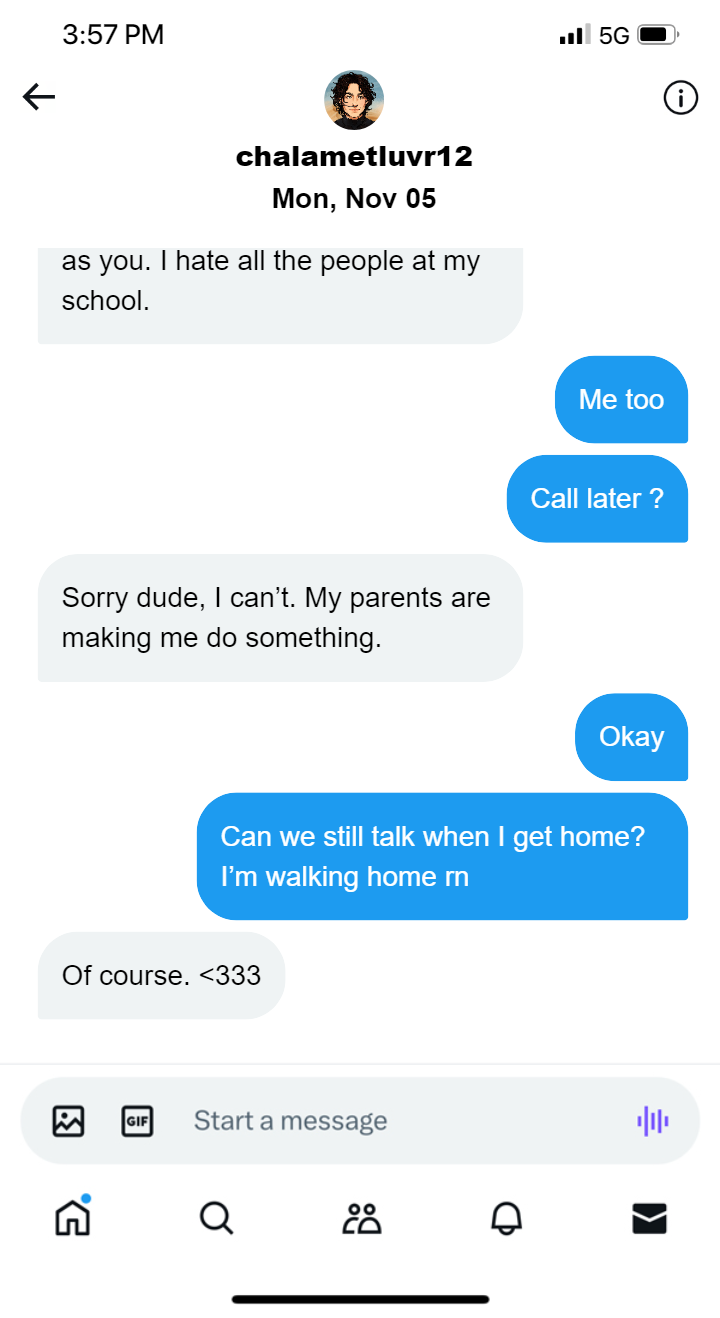 3:57 PM
5G
chalametluvr12
Mon, Nov 05
as you. I hate all the people at my
school.
Me too
Call later ?
Sorry dude, I can’t. My parents are
making me do something.
Okay
Can we still talk when I get home?
I’m walking home rn
Of course. <333
GIF
Start a message